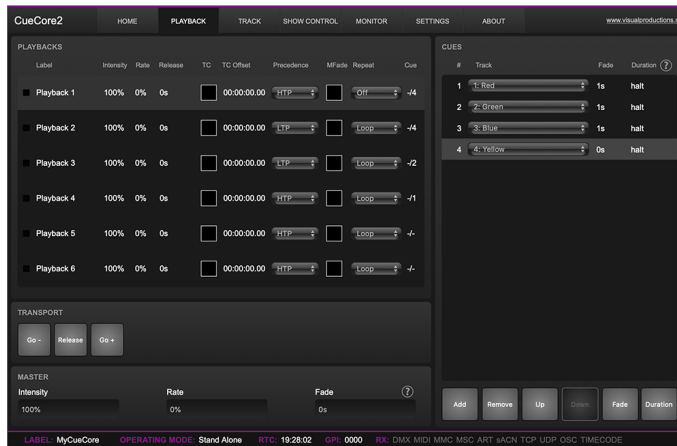 CueCore2 HOME PLAYBACK TRACK SHOW CONTROL MONITOR SETTINGS ABOUT www.visualproductions.n
PLAYBACKS
Label Intensity Rate Release TC TC Offset Precedence MFade Repeat Cue
Playback 1 100% 0% 0s 00:00:00.00 HTP Off -/4
Playback 2 100% 0% 0s 00:00:00.00 LTP Loop -/4
Playback 3 100% 0% 0s 00:00:00.00 LTP Loop -/2
Playback 4 100% 0% 0s 00:00:00.00 HTP Loop -/1
Playback 5 100% 0% 0s 00:00:00.00 HTP Loop -/-
Playback 6 100% 0% 0s 00:00:00.00 HTP Loop -/-
TRANSPORT
Go - Release Go +
MASTER
Intensity Rate Fade ?
100% 0% 0s
CUES
# Track Fade Duration ?
1 1: Red 1s halt
2 2: Green 1s halt
3 3: Blue 1s halt
4 4: Yellow 0s halt
Add Remove Up Down Fade Duration
LABEL: MyCueCore OPERATING MODE: Stand Alone RTC: 19:28:02 GPI: 0000 RX: DMX MIDI MMC MSC ART sACN TCP UDP OSC TIMECODE